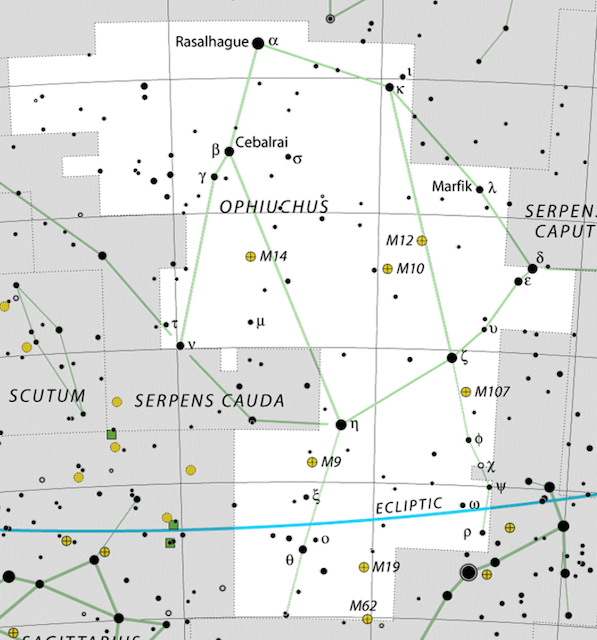 Rasalhague α
ι
κ
Cebalrai
β
σ
γ
Marfik λ
OPHIUCHUS
SERPENS
CAPUT
M12
M14
M10
δ
ε
τ
μ
υ
ν
ζ
SCUTUM
SERPENS CAUDA
M107
η
φ
M9
χ
ψ
ξ
ECLIPTIC
ω
ο
ρ
θ
M19
M62
SAGITTARIUS